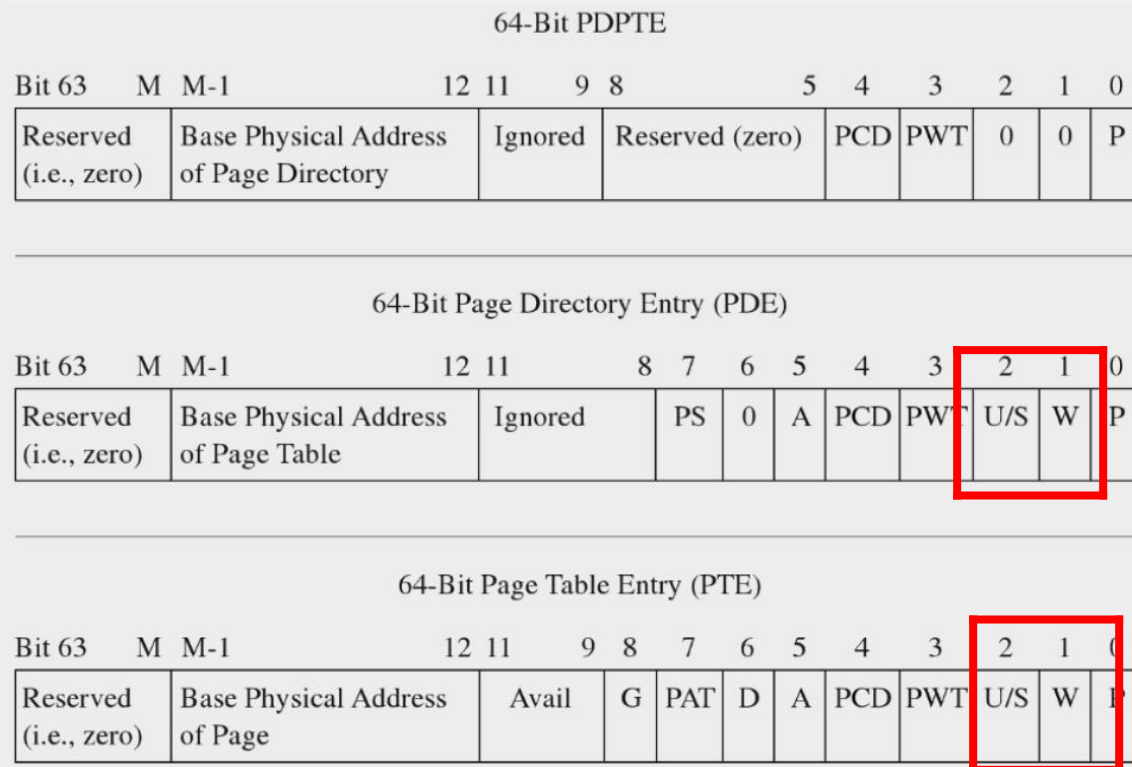 64-Bit PDPTE
Bit 63 M M-1 12 11 9 8 5 4 3 2 1 0
Reserved Base Physical Address Ignored Reserved (zero) PCD PWT 0 0 P
(i.e., zero) of Page Directory
64-Bit Page Directory Entry (PDE)
Bit 63 M M-1 12 11 8 7 6 5 4 3 2 1 0
Reserved Base Physical Address Ignored PS 0 A PCD PWT U/S W P
(i.e., zero) of Page Table
64-Bit Page Table Entry (PTE)
Bit 63 M M-1 12 11 9 8 7 6 5 4 3 2 1 0
Reserved Base Physical Address Avail G PAT D A PCD PWT U/S W P
(i.e., zero) of Page